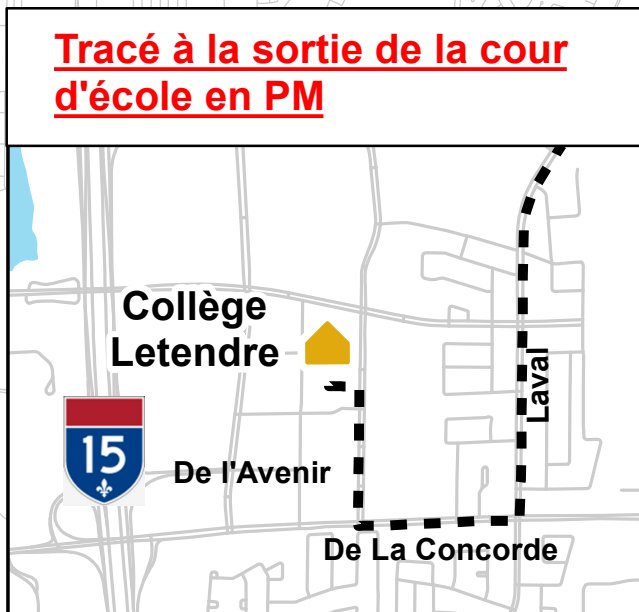 Tracé à la sortie de la cour
d'école en PM
Collège
Letendre
Laval
15
De l'Avenir
De La Concorde